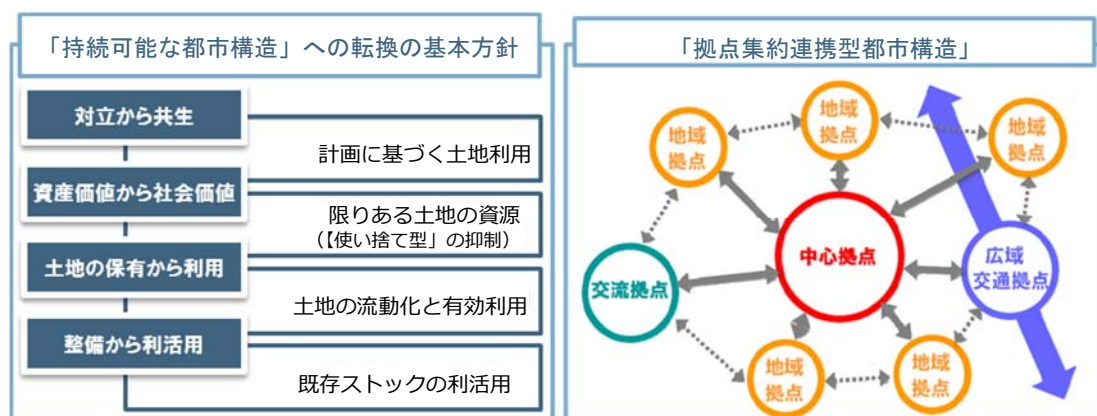 「持続可能な都市構造」への転換の基本方針
対立から共生
計画に基づく土地利用
資産価値から社会価値
限りある土地の資源
（【使い捨て型」の抑制）
土地の保有から利用
土地の流動化と有効利用
整備から利活用
既存ストックの利活用
「拠点集約連携型都市構造」
地域
拠点
地域
拠点
地域
拠点
中心拠点
広域
交通拠点
交流拠点
地域
拠点
地域
拠点